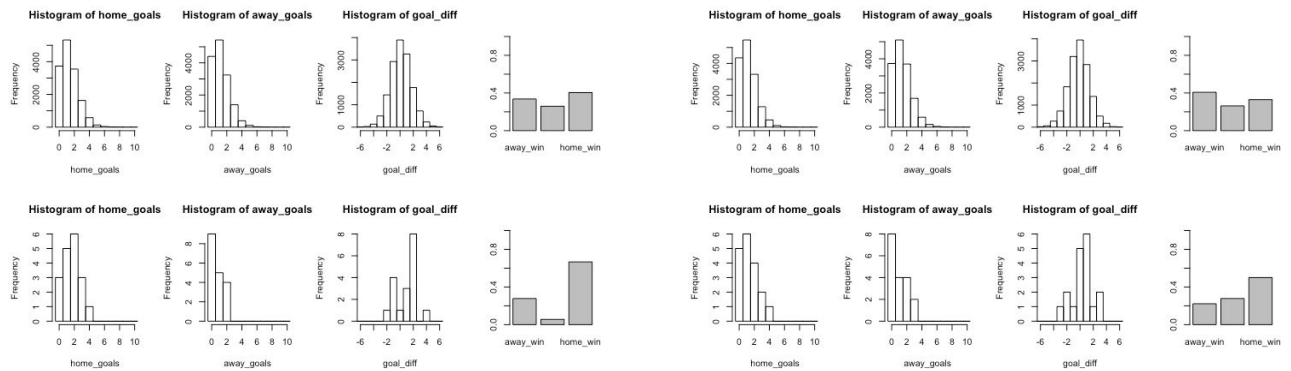 Histogram of home_goals Histogram of away_goals Histogram of goal_diff Histogram of home_goals Histogram of away_goals Histogram of goal_diff
Frequency
0 2000 4000
0 2 4 6 8 10
home_goals
Frequency
0 2000 4000
0 2 4 6 8 10
away_goals
Frequency
0 1000 3000
-6 -2 0 2 4 6
goal_diff
0.0 0.4 0.8
away_win home_win
Frequency
0 2000 4000
0 2 4 6 8 10
home_goals
Frequency
0 2000 4000
0 2 4 6 8 10
away_goals
Frequency
0 1000 3000
-6 -2 0 2 4 6
goal_diff
0.0 0.4 0.8
away_win home_win
Histogram of home_goals Histogram of away_goals Histogram of goal_diff Histogram of home_goals Histogram of away_goals Histogram of goal_diff
Frequency
0 1 2 3 4 5 6
0 2 4 6 8 10
home_goals
Frequency
0 2 4 6 8
0 2 4 6 8 10
away_goals
Frequency
0 2 4 6 8
-6 -2 0 2 4 6
goal_diff
0.0 0.4 0.8
away_win home_win
Frequency
0 1 2 3 4 5 6
0 2 4 6 8 10
home_goals
Frequency
0 2 4 6 8
0 2 4 6 8 10
away_goals
Frequency
0 1 2 3 4 5 6
-6 -2 0 2 4 6
goal_diff
0.0 0.4 0.8
away_win home_win